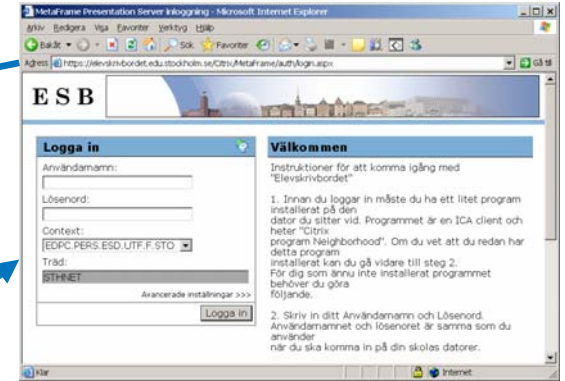 MetaFrame Presentation Server inloggning - Microsoft Internet Explorer
Arkiv Redigera Visa Favoriter Verktyg Hjälp
Bakåt Sök Favoriter
Adress https://elevskrivbordet.edu.stockholm.se/Citrix/MetaFrame/auth/login.aspx Gå till
E S B
Logga in
Användarnamn:
Lösenord:
Context:
EDPC.PERS.ESD.UTF.F.STO
Träd:
STHNET
Avancerade inställningar >>>
Logga in
Välkommen
Instruktioner för att komma igång med
"Elevskrivbordet"
1. Innan du loggar in måste du ha ett litet program
installerat på den
dator du sitter vid. Programmet är en ICA client och
heter "Citrix
program Neighborhood". Om du vet att du redan har
detta program
installerat kan du gå vidare till steg 2.
För dig som ännu inte installerat programmet
behöver du göra
följande.
2. Skriv in ditt Användarnamn och Lösenord.
Användarnamnet och lösenoret är samma som du
använder
när du ska komma in på din skolas datorer.
Klar Internet